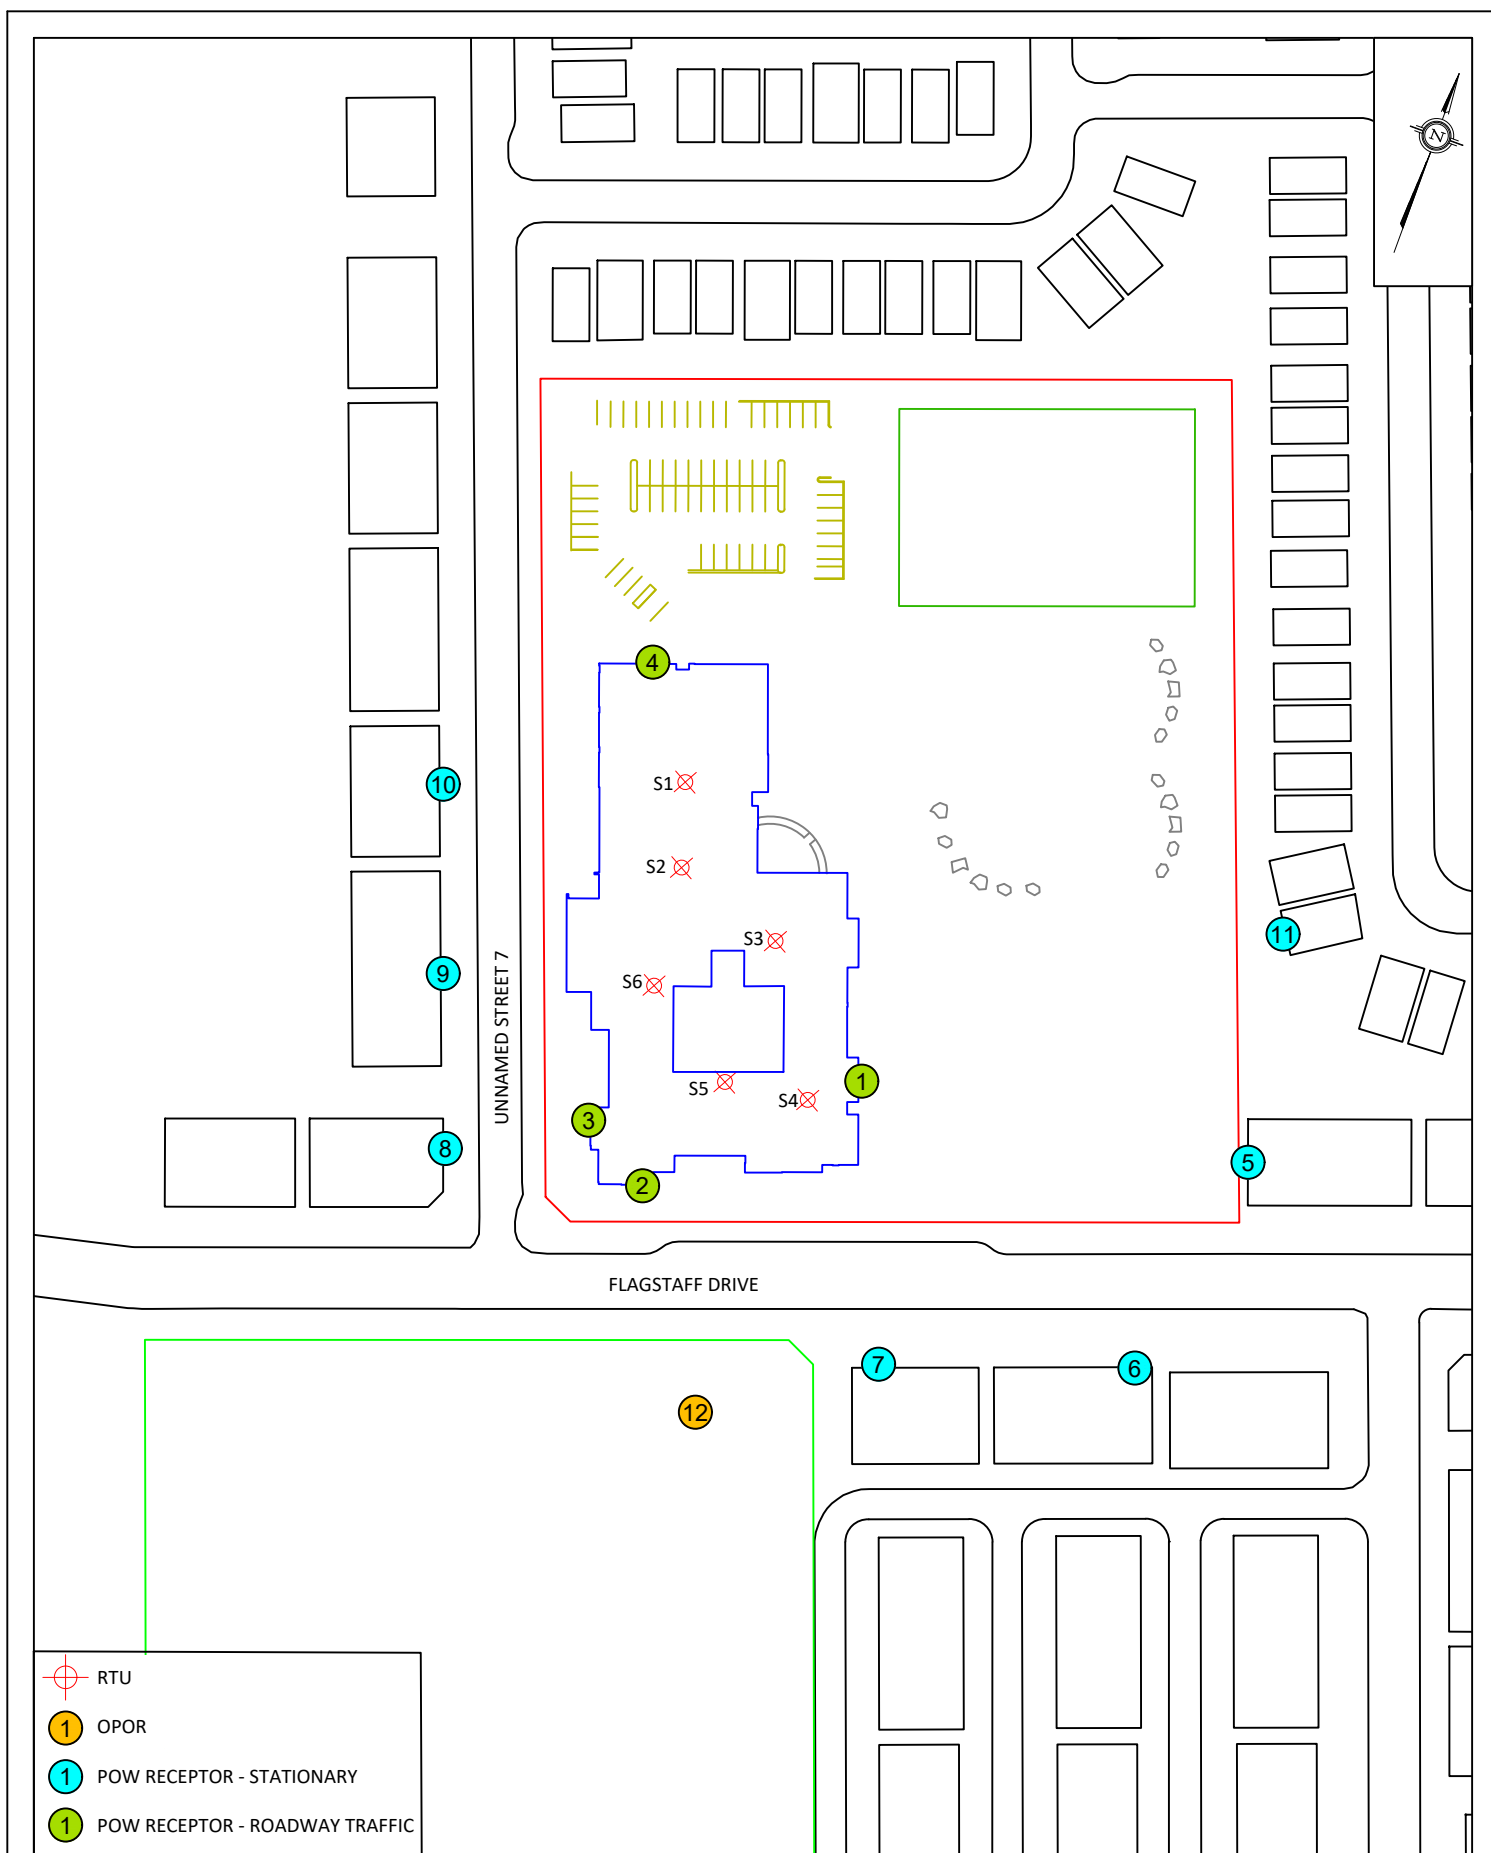 N
4
S1
10
S2
S3
11
S6
9
UNNAMED STREET 7
1
S5
S4
3
8
5
2
FLAGSTAFF DRIVE
7
6
12
RTU
1 OPOR
1 POW RECEPTOR - STATIONARY
1 POW RECEPTOR - ROADWAY TRAFFIC